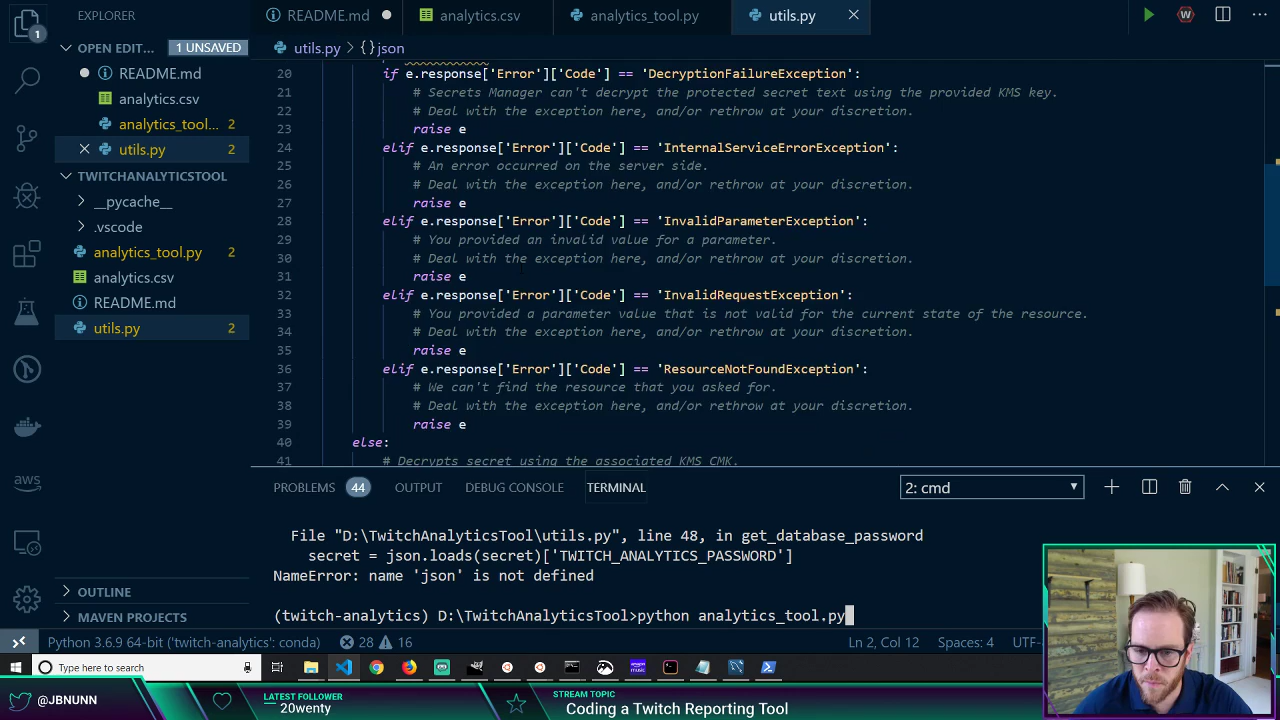 EXPLORER
README.md
analytics.csv
analytics_tool.py
utils.py
OPEN EDIT... 1 UNSAVED
utils.py > {} json
README.md
analytics.csv
analytics_tool... 2
utils.py 2
TWITCHANALYTICSTOOL
__pycache__
.vscode
analytics_tool.py 2
analytics.csv
README.md
utils.py 2
OUTLINE
MAVEN PROJECTS
aws
1
20 if e.response['Error']['Code'] == 'DecryptionFailureException':
21 # Secrets Manager can't decrypt the protected secret text using the provided KMS key.
22 # Deal with the exception here, and/or rethrow at your discretion.
23 raise e
24 elif e.response['Error']['Code'] == 'InternalServiceErrorException':
25 # An error occurred on the server side.
26 # Deal with the exception here, and/or rethrow at your discretion.
27 raise e
28 elif e.response['Error']['Code'] == 'InvalidParameterException':
29 # You provided an invalid value for a parameter.
30 # Deal with the exception here, and/or rethrow at your discretion.
31 raise e
32 elif e.response['Error']['Code'] == 'InvalidRequestException':
33 # You provided a parameter value that is not valid for the current state of the resource.
34 # Deal with the exception here, and/or rethrow at your discretion.
35 raise e
36 elif e.response['Error']['Code'] == 'ResourceNotFoundException':
37 # We can't find the resource that you asked for.
38 # Deal with the exception here, and/or rethrow at your discretion.
39 raise e
40 else:
41 # Decrypts secret using the associated KMS CMK.
PROBLEMS 44 OUTPUT DEBUG CONSOLE TERMINAL 2: cmd
File "D:\TwitchAnalyticsTool\utils.py", line 48, in get_database_password
secret = json.loads(secret)['TWITCH_ANALYTICS_PASSWORD']
NameError: name 'json' is not defined
(twitch-analytics) D:\TwitchAnalyticsTool>python analytics_tool.py
Python 3.6.9 64-bit ('twitch-analytics': conda) 28 16 Ln 2, Col 12 Spaces: 4 UTF-
Type here to search
@JBNUNN
LATEST FOLLOWER
20wenty
STREAM TOPIC
Coding a Twitch Reporting Tool